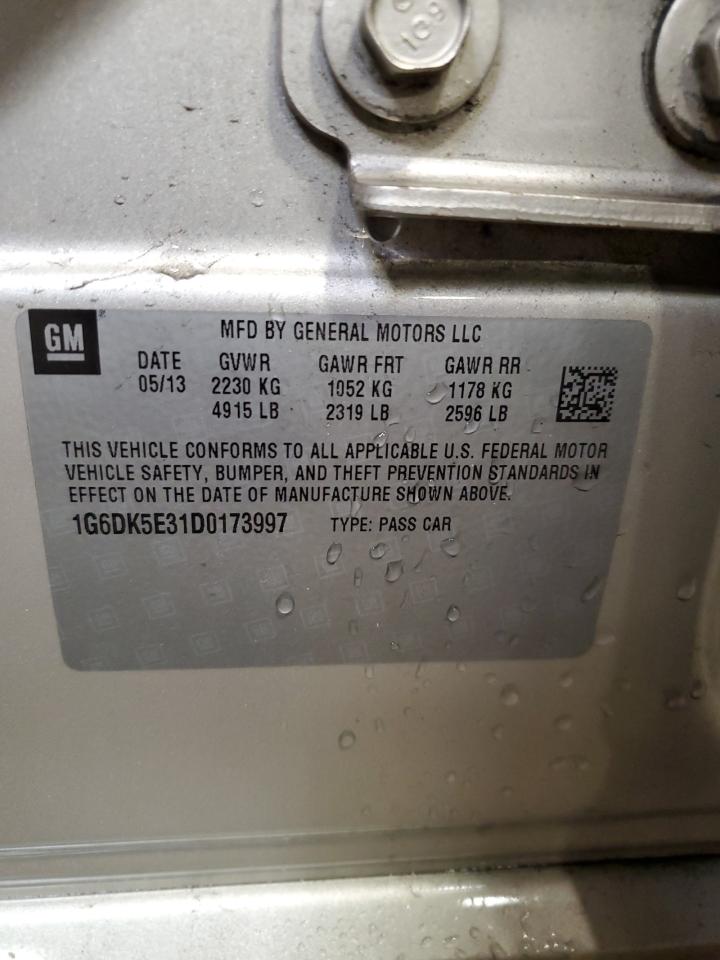 109
GM
MFD BY GENERAL MOTORS LLC
DATE GVWR GAWR FRT GAWR RR
05/13 2230 KG 1052 KG 1178 KG
4915 LB 2319 LB 2596 LB
THIS VEHICLE CONFORMS TO ALL APPLICABLE U.S. FEDERAL MOTOR
VEHICLE SAFETY, BUMPER, AND THEFT PREVENTION STANDARDS IN
EFFECT ON THE DATE OF MANUFACTURE SHOWN ABOVE.
1G6DK5E31D0173997 TYPE: PASS CAR